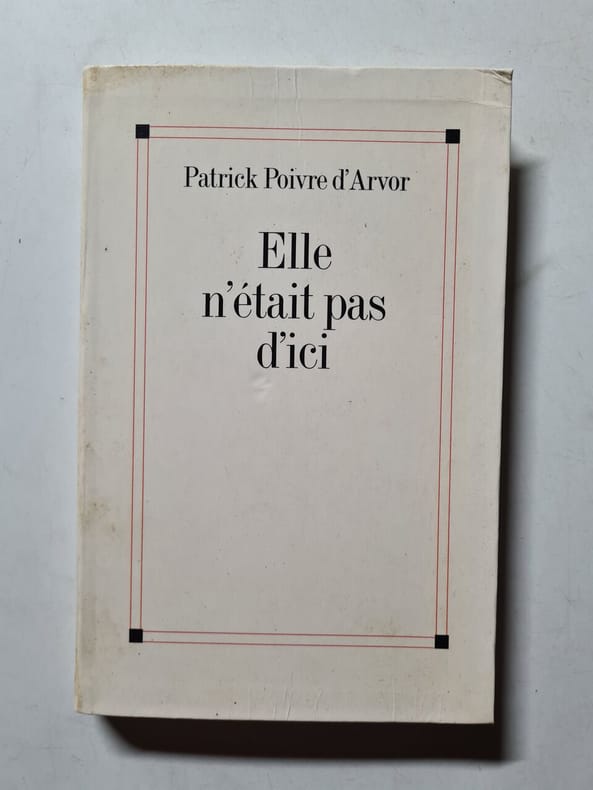 Patrick Poivre d'Arvor
Elle
n'était pas
d'ici